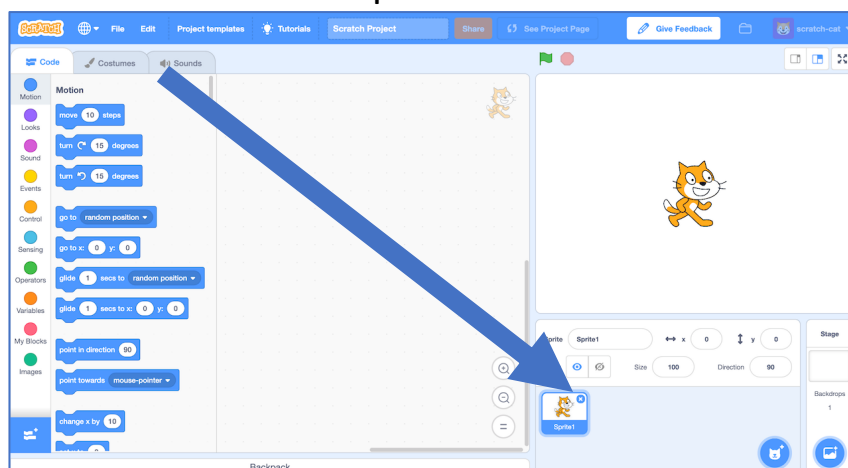 SCRATCH File Edit Project templates Tutorials Scratch Project Share See Project Page Give Feedback scratch-cat
Code Costumes Sounds
Motion
Looks
Sound
Events
Control
Sensing
Operators
Variables
My Blocks
Images
Motion
move 10 steps
turn 15 degrees
turn 15 degrees
go to random position
go to x: 0 y: 0
glide 1 secs to random position
glide 1 secs to x: 0 y: 0
point in direction 90
point towards mouse-pointer
change x by 10
Backpack
Sprite1 x 0 y 0
Size 100 Direction 90
Sprite1
Stage
Backdrops
1